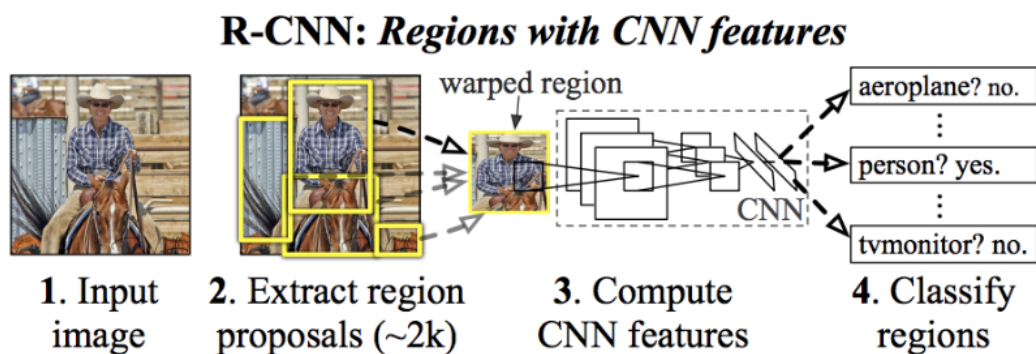 R-CNN: Regions with CNN features
warped region
aeroplane? no.
⋮
person? yes.
⋮
tvmonitor? no.
CNN
1. Input
image
2. Extract region
proposals (~2k)
3. Compute
CNN features
4. Classify
regions